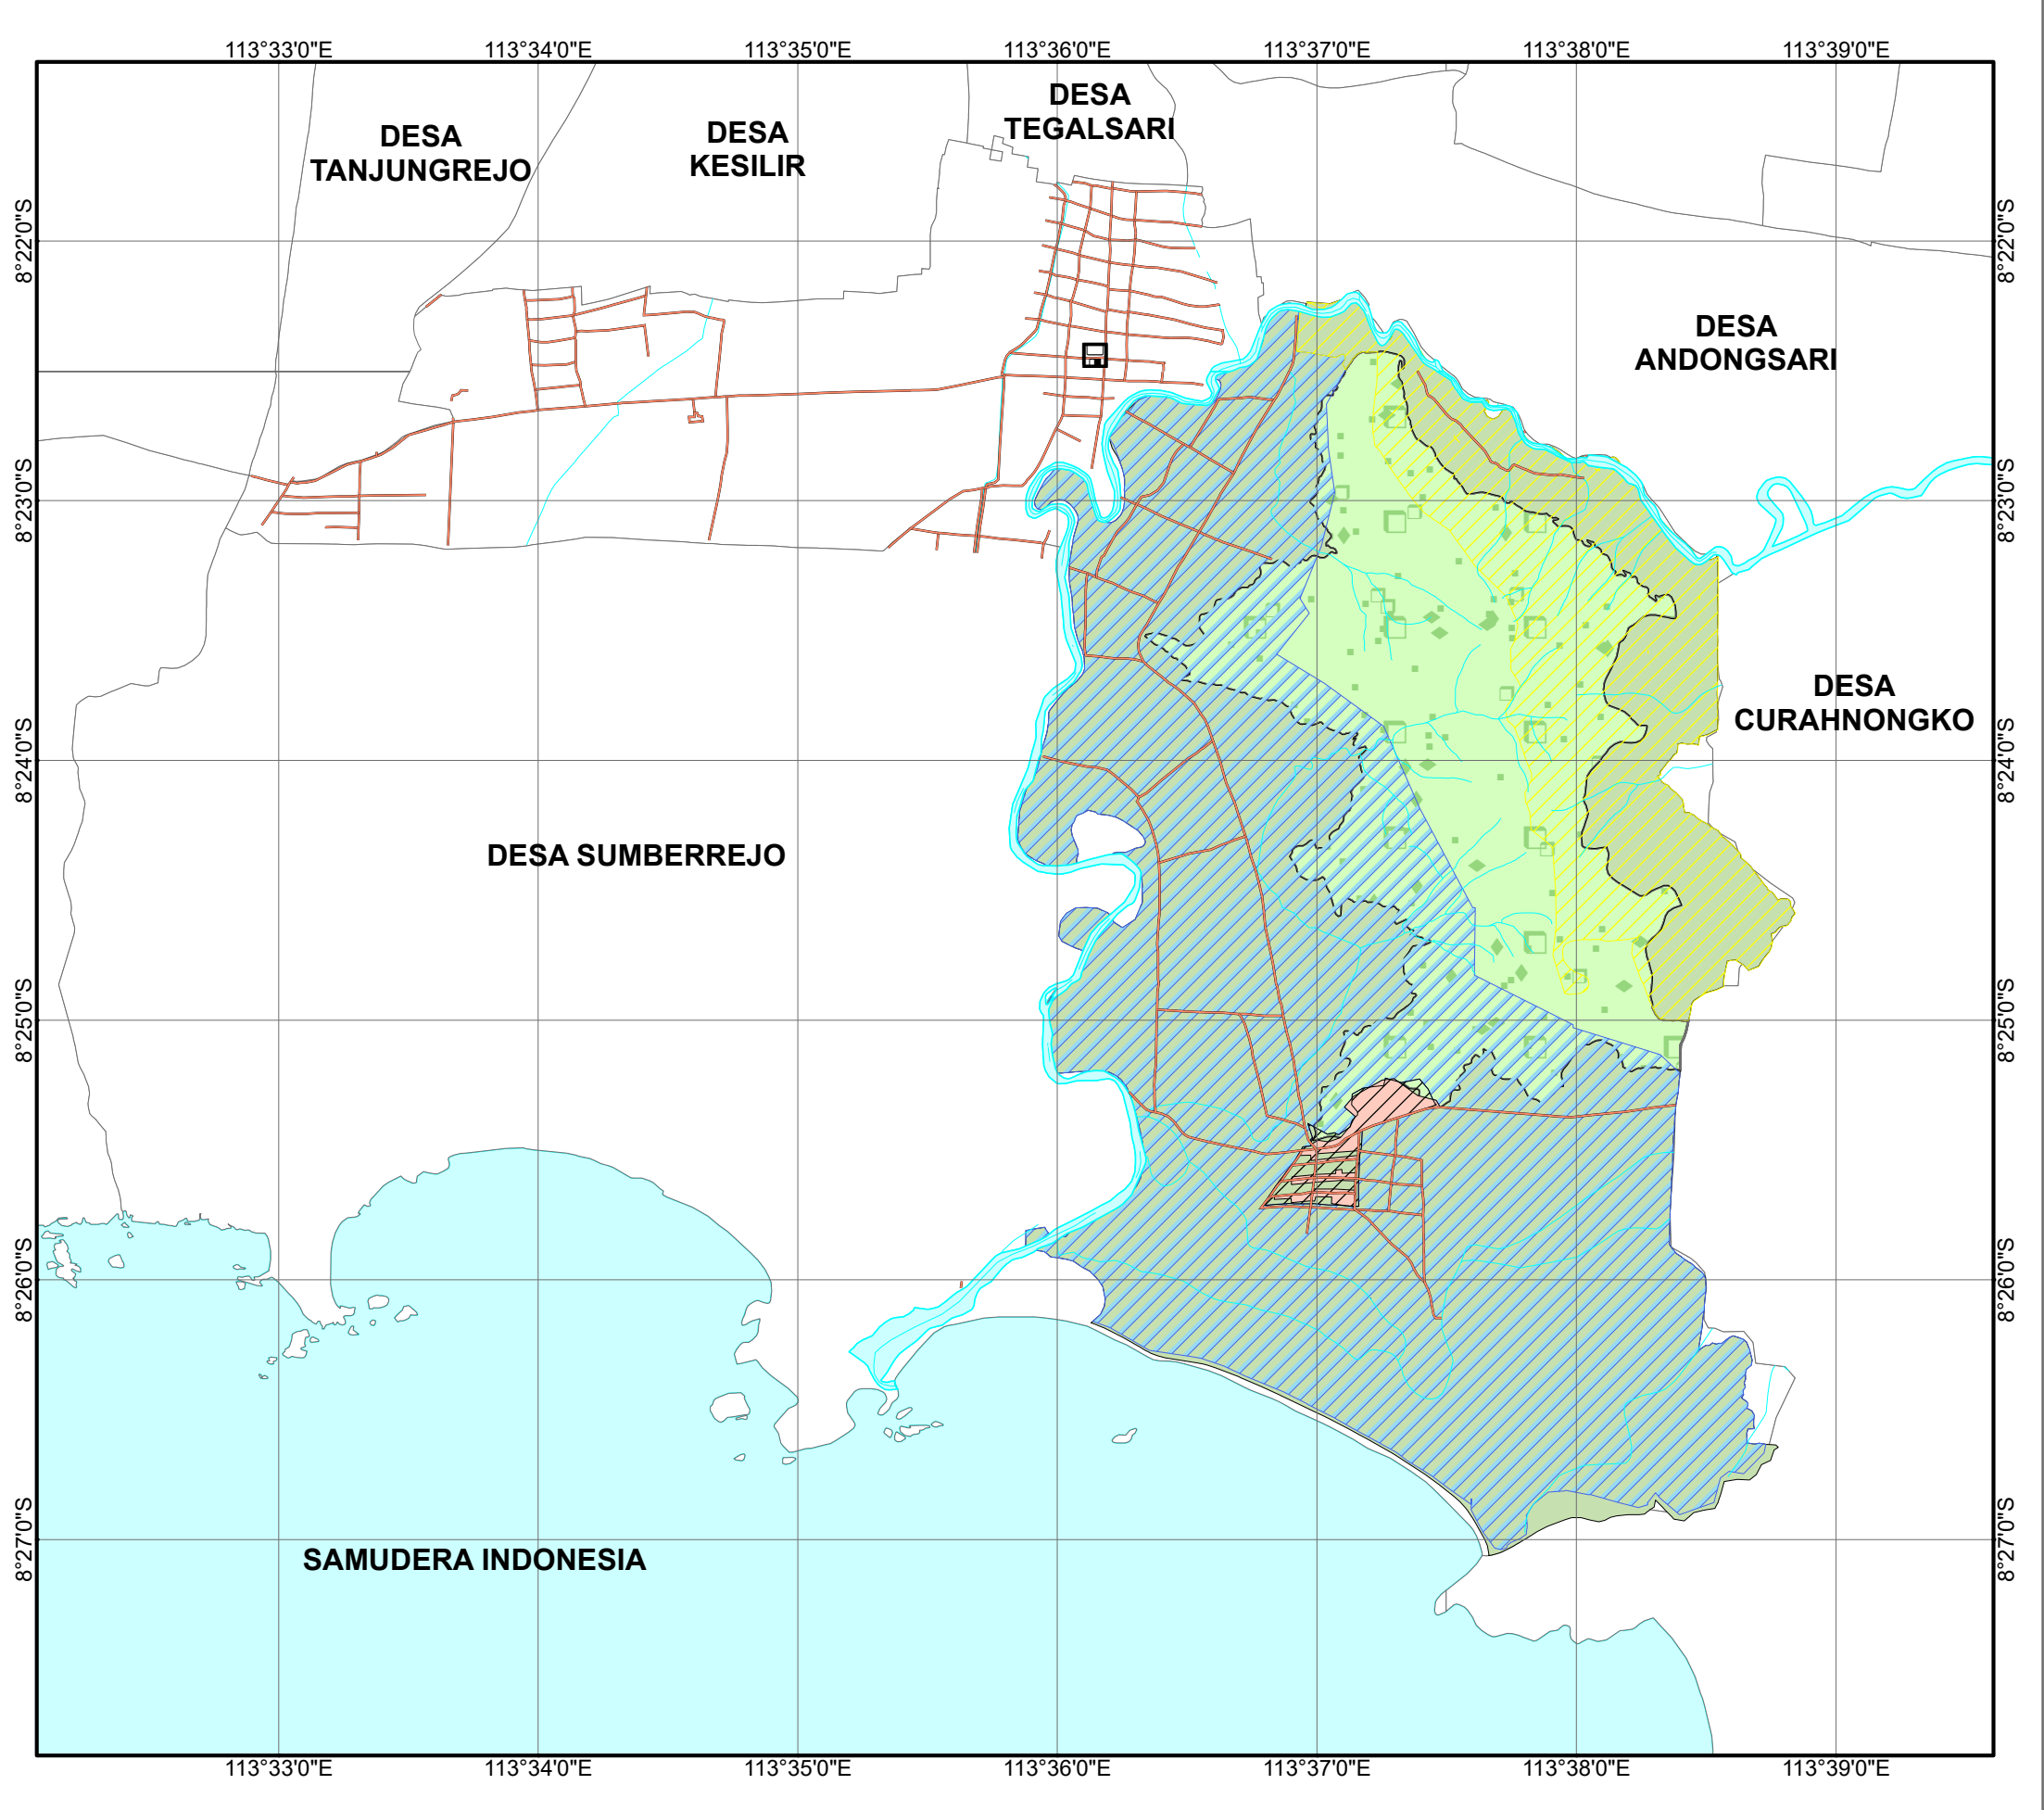 113°33'0"E 113°34'0"E 113°35'0"E 113°36'0"E 113°37'0"E 113°38'0"E 113°39'0"E
DESA
TEGALSARI
DESA
TANJUNGREJO
DESA
KESILIR
8°22'0"S 8°22'0"S
DESA
ANDONGSARI
8°23'0"S 8°23'0"S
DESA
CURAHNONGKO
8°24'0"S 8°24'0"S
DESA SUMBERREJO
8°25'0"S 8°25'0"S
8°26'0"S 8°26'0"S
8°27'0"S 8°27'0"S
SAMUDERA INDONESIA
113°33'0"E 113°34'0"E 113°35'0"E 113°36'0"E 113°37'0"E 113°38'0"E 113°39'0"E